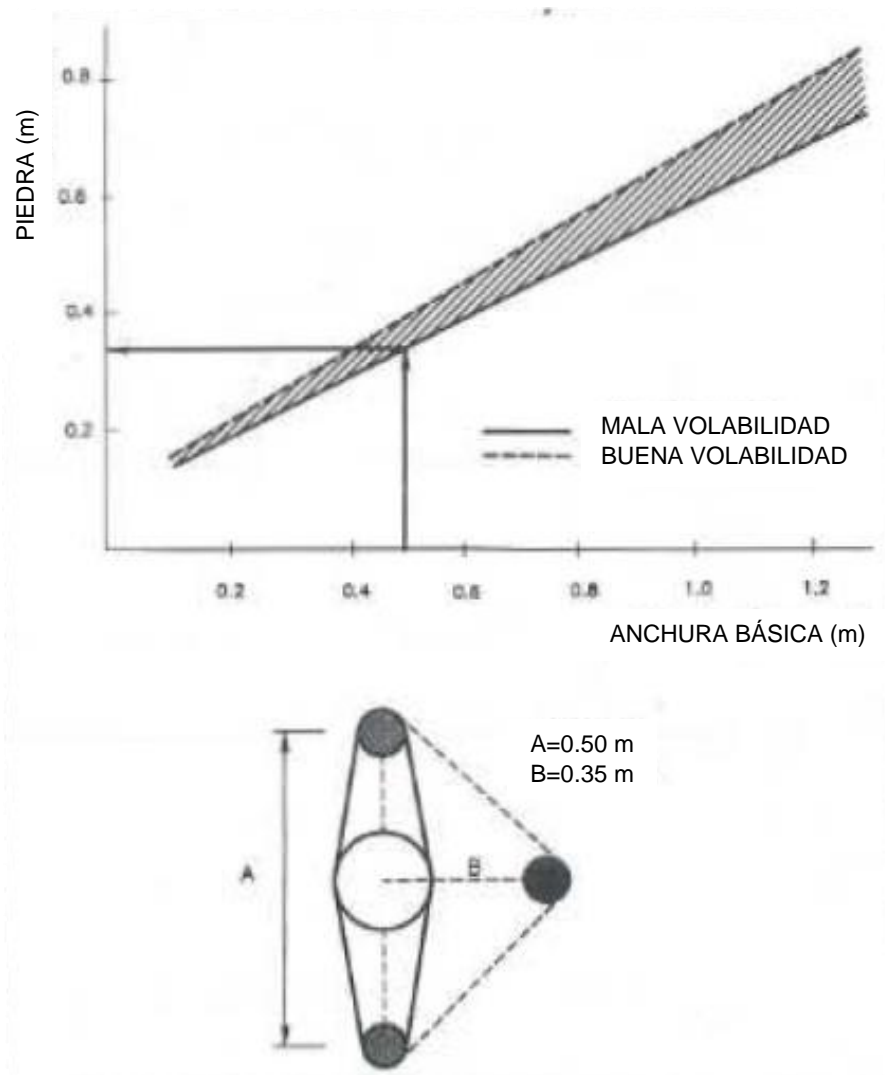 PIEDRA (m)
0.8
0.6
0.4
0.2
MALA VOLABILIDAD
BUENA VOLABILIDAD
0.2 0.4 0.6 0.8 1.0 1.2
ANCHURA BÁSICA (m)
A=0.50 m
B=0.35 m
A
B